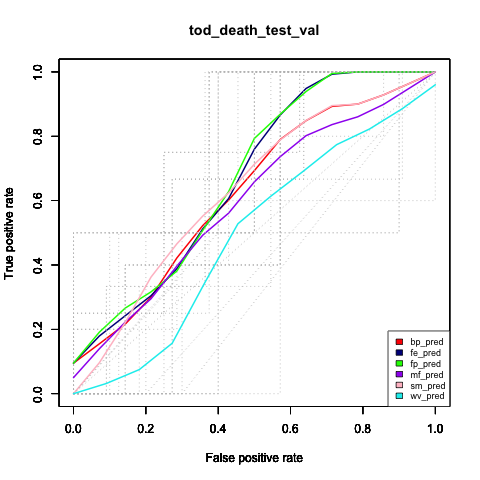 tod_death_test_val
True positive rate
1.0
0.8
0.6
0.4
0.2
0.0
bp_pred
fe_pred
fp_pred
mf_pred
sm_pred
wv_pred
0.0 0.2 0.4 0.6 0.8 1.0
False positive rate